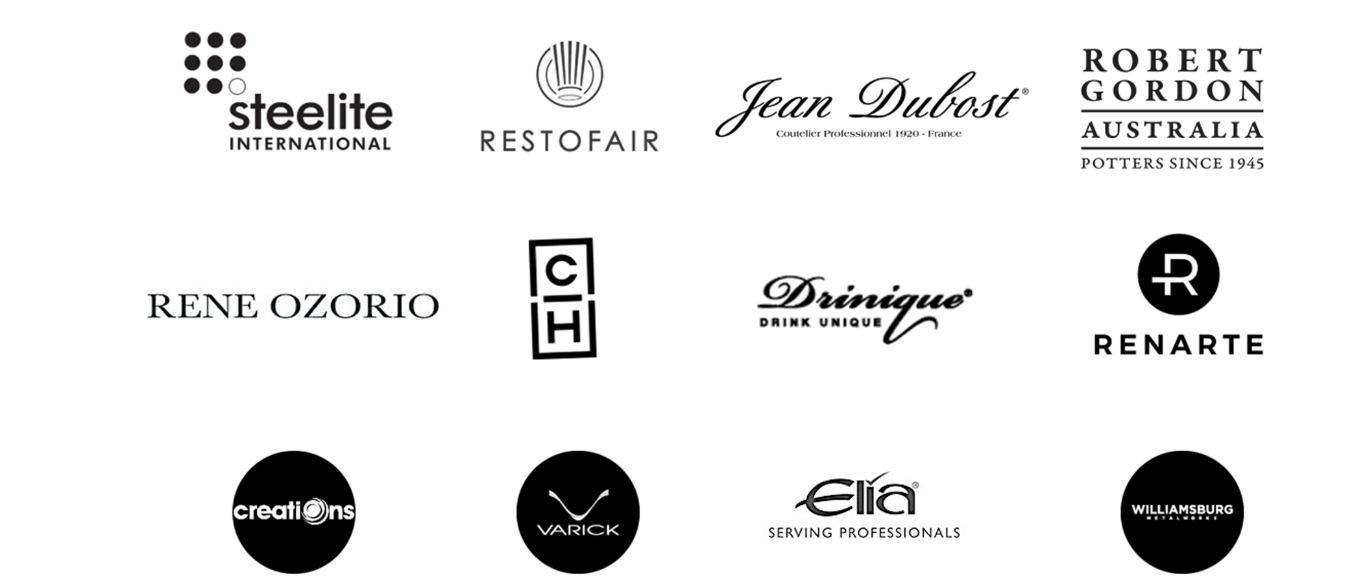 steelite
INTERNATIONAL
RESTOFAIR
Jean Dubost®
Coutelier Professionnel 1920 - France
ROBERT
GORDON
AUSTRALIA
POTTERS SINCE 1945
RENE OZORIO
C
H
Drinique®
DRINK UNIQUE
R
RENARTE
creations
VARICK
Elia®
SERVING PROFESSIONALS
WILLIAMSBURG
METALWORKS